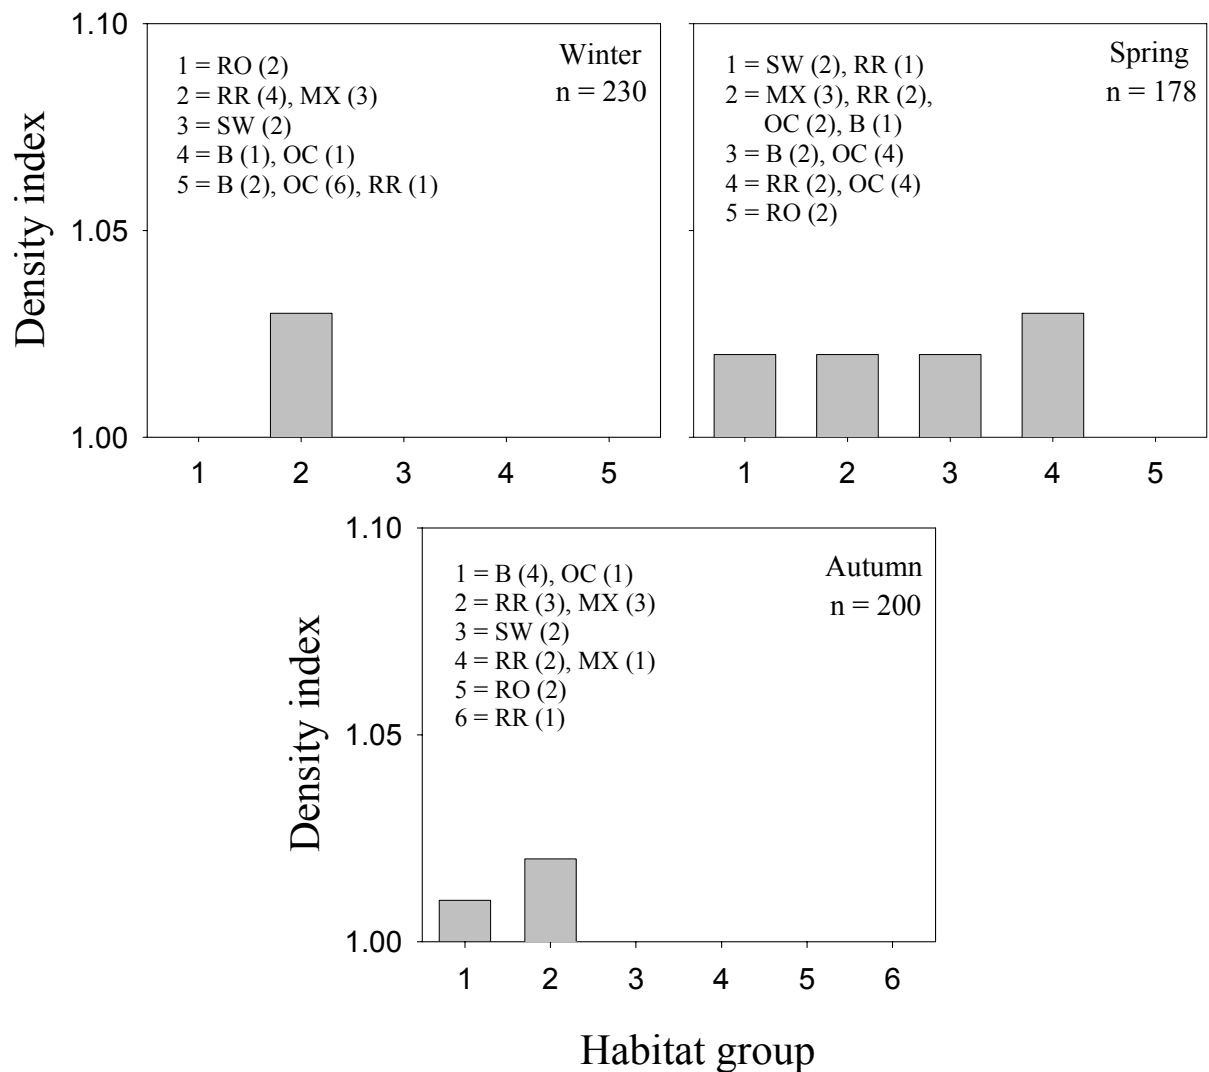 Density index
1.10
1.05
1.00
Winter
n = 230
1 = RO (2)
2 = RR (4), MX (3)
3 = SW (2)
4 = B (1), OC (1)
5 = B (2), OC (6), RR (1)
1 2 3 4 5
Spring
n = 178
1 = SW (2), RR (1)
2 = MX (3), RR (2),
OC (2), B (1)
3 = B (2), OC (4)
4 = RR (2), OC (4)
5 = RO (2)
1 2 3 4 5
Density index
1.10
1.05
1.00
Autumn
n = 200
1 = B (4), OC (1)
2 = RR (3), MX (3)
3 = SW (2)
4 = RR (2), MX (1)
5 = RO (2)
6 = RR (1)
1 2 3 4 5 6
Habitat group